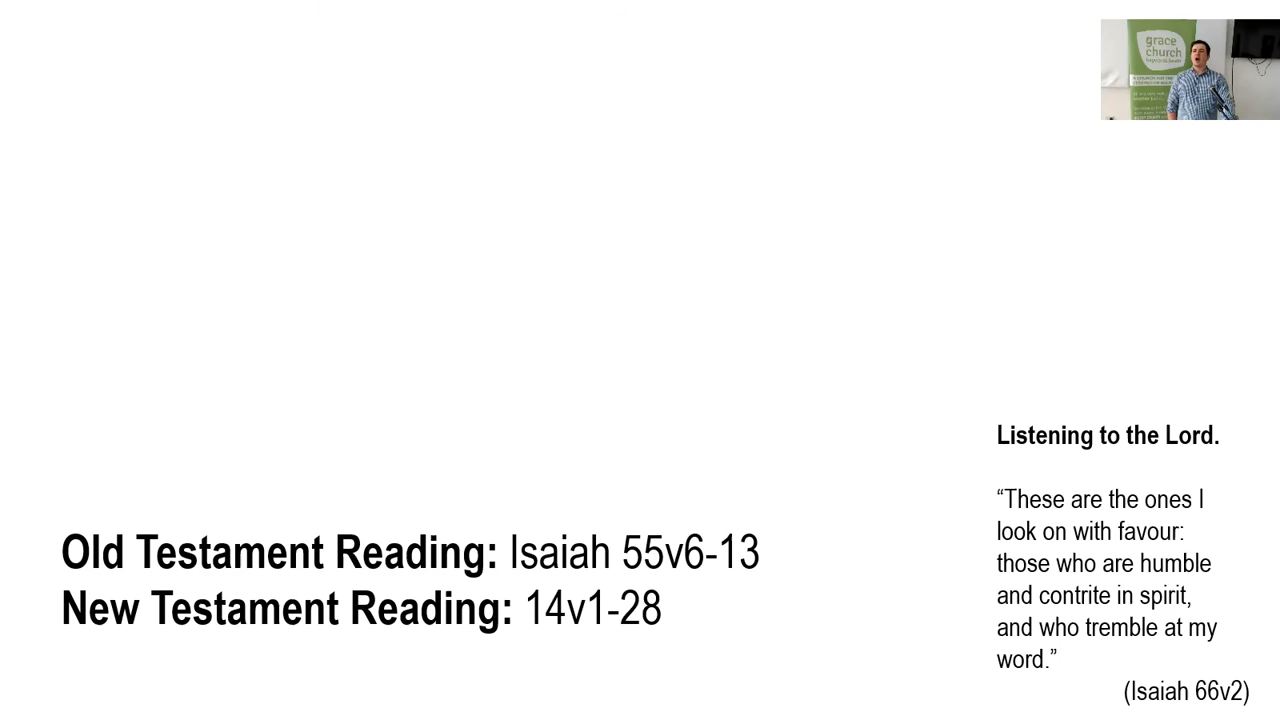 grace
church
Listening to the Lord.
“These are the ones I
look on with favour:
those who are humble
and contrite in spirit,
and who tremble at my
word.”
(Isaiah 66v2)
Old Testament Reading: Isaiah 55v6-13
New Testament Reading: 14v1-28